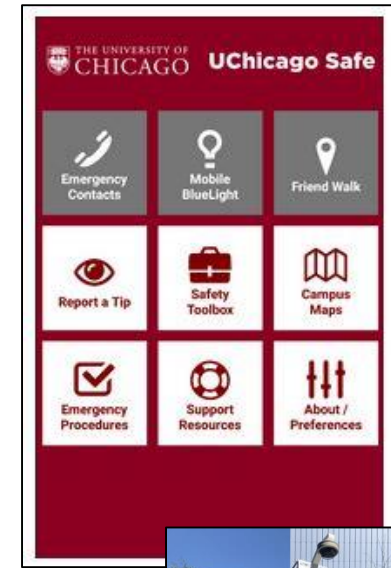 THE UNIVERSITY OF
CHICAGO
UChicago Safe
Emergency
Contacts
Mobile
BlueLight
Friend Walk
Report a Tip
Safety
Toolbox
Campus
Maps
Emergency
Procedures
Support
Resources
About /
Preferences